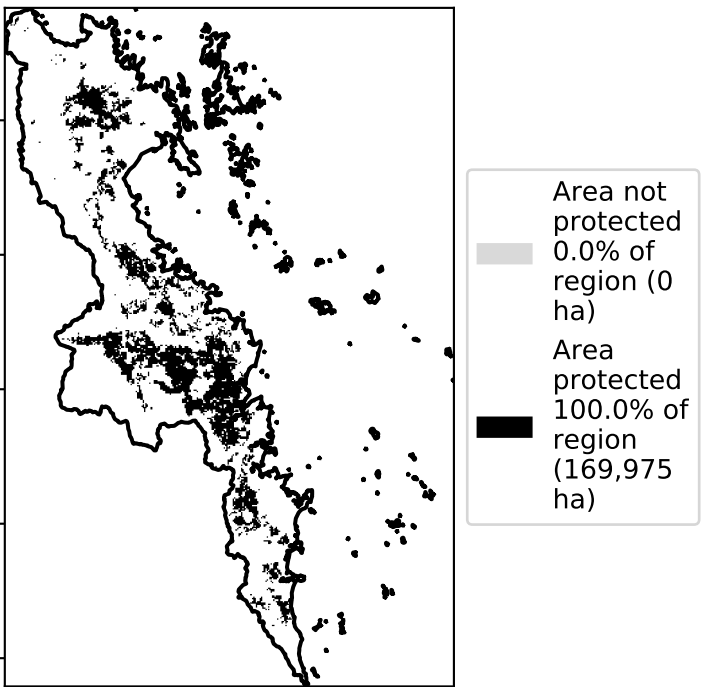 Area not
protected
0.0% of
region (0
ha)
Area
protected
100.0% of
region
(169,975
ha)